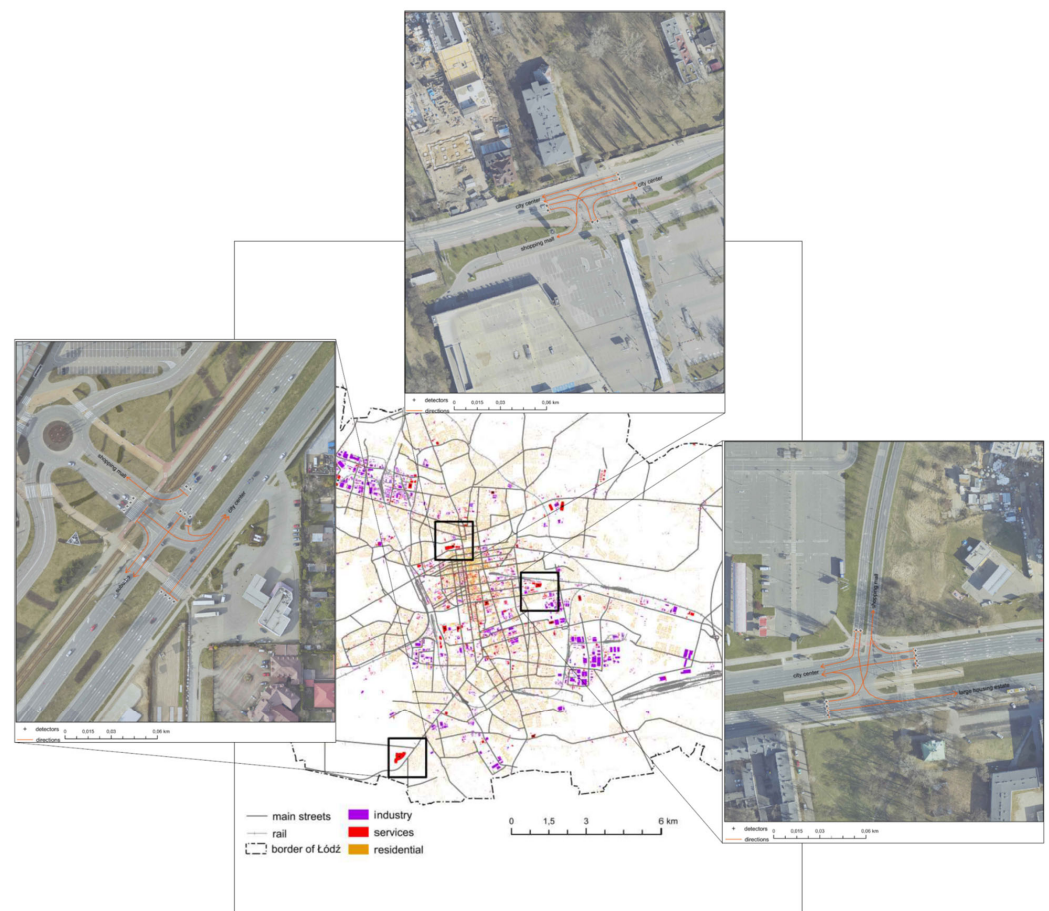 city center
city center
shopping mall
detectors
directions
0 0,015 0,03 0,06 km
shopping mall
city center
detectors
directions
0 0,015 0,03 0,06 km
shopping mall
city center
large housing estate
detectors
directions
0 0,015 0,03 0,06 km
main streets
rail
border of Łódź
industry
services
residential
0 1,5 3 6 km